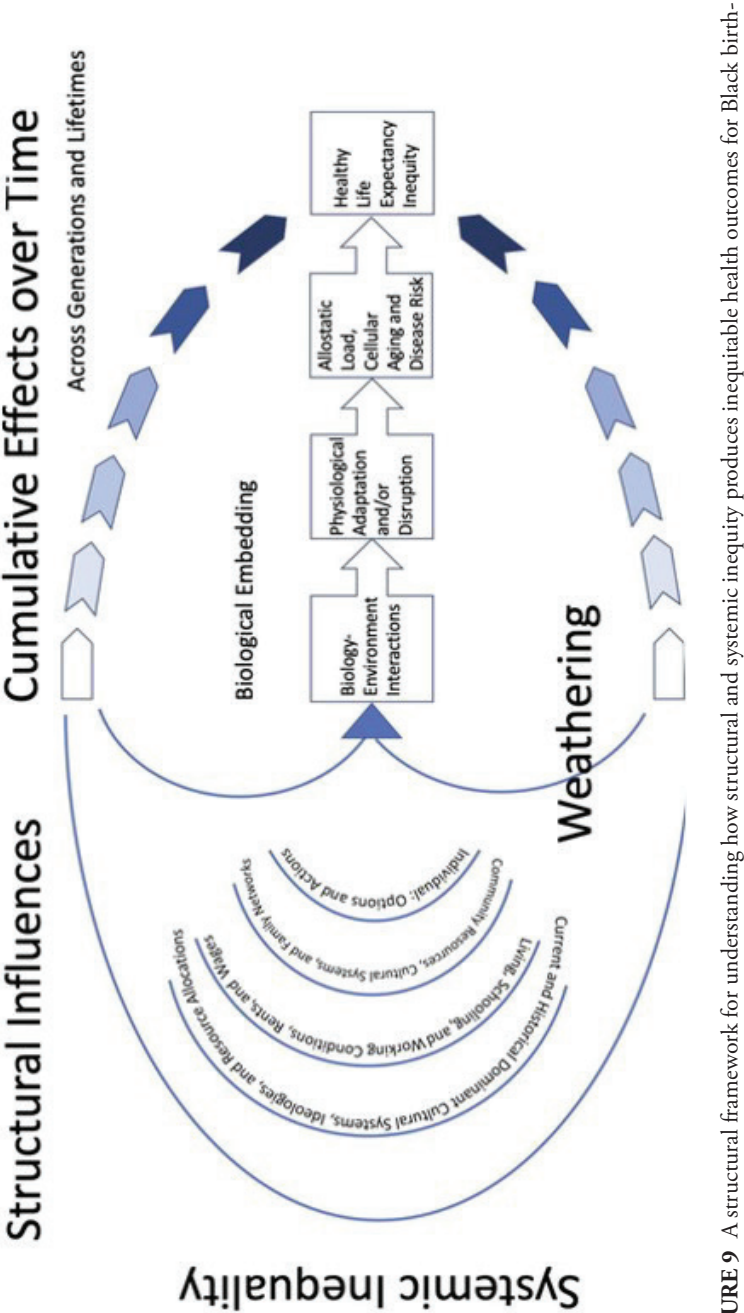 Structural Influences
Cumulative Effects over Time
Across Generations and Lifetimes
Systemic Inequality
Current and Historical Dominant Cultural Systems, Ideologies, and Resource Allocations
Living, Schooling, and Working Conditions, Rents, and Wages
Community Resources, Cultural Systems, and Family Networks
Individual: Options and Actions
Biological Embedding
Biology-
Environment
Interactions
Physiological
Adaptation
and/or
Disruption
Allostatic
Load,
Cellular
Aging and
Disease Risk
Healthy
Life
Expectancy
Inequity
Weathering
URE 9 A structural framework for understanding how structural and systemic inequity produces inequitable health outcomes for Black birth-